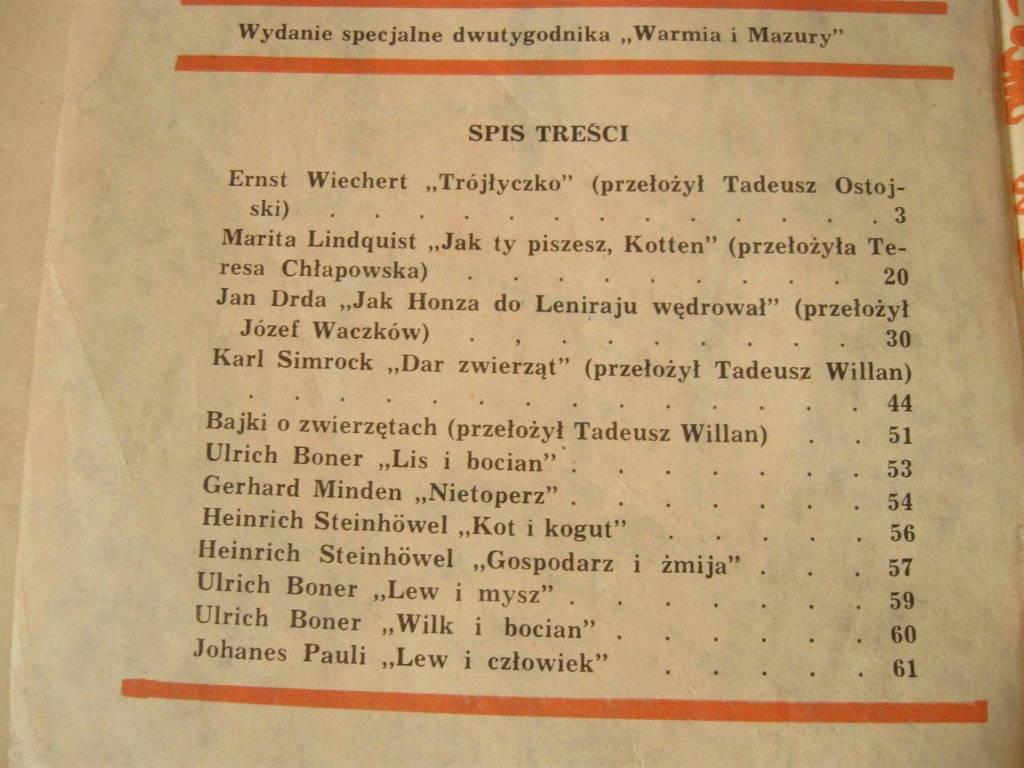 Wydanie specjalne dwutygodnika „Warmia i Mazury”
SPIS TREŚCI
Ernst Wiechert „Trójłyczko” (przełożył Tadeusz Ostoj-
ski) . . . . . . . . . . . . . 3
Marita Lindquist „Jak ty piszesz, Kotten” (przełożyła Te-
resa Chłapowska) . . . . . . . . . 20
Jan Drda „Jak Honza do Leniraju wędrował” (przełożył
Józef Waczków) . , . . . . . . . 30
Karl Simrock „Dar zwierząt” (przełożył Tadeusz Willan)
. . . . . . . . . . . . . . 44
Bajki o zwierzętach (przełożył Tadeusz Willan) . . 51
Ulrich Boner „Lis i bocian” . . . . . . . 53
Gerhard Minden „Nietoperz” . . . . . . . 54
Heinrich Steinhöwel „Kot i kogut” . . . . . 56
Heinrich Steinhöwel „Gospodarz i żmija” . . . 57
Ulrich Boner „Lew i mysz” . . . . . . . 59
Ulrich Boner „Wilk i bocian” . . . . . . 60
Johanes Pauli „Lew i człowiek” . . . . . 61